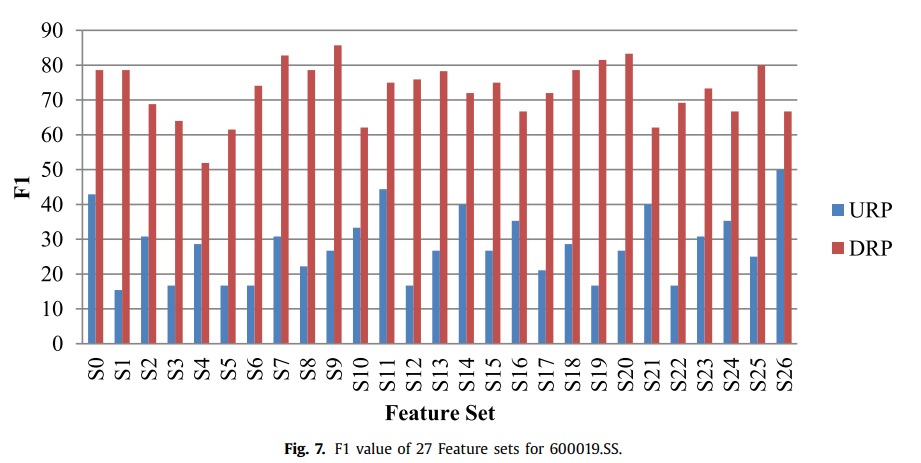 90
80
70
60
50
40
30
20
10
0
F1
S0 S1 S2 S3 S4 S5 S6 S7 S8 S9 S10 S11 S12 S13 S14 S15 S16 S17 S18 S19 S20 S21 S22 S23 S24 S25 S26
Feature Set
URP
DRP
Fig. 7. F1 value of 27 Feature sets for 600019.SS.